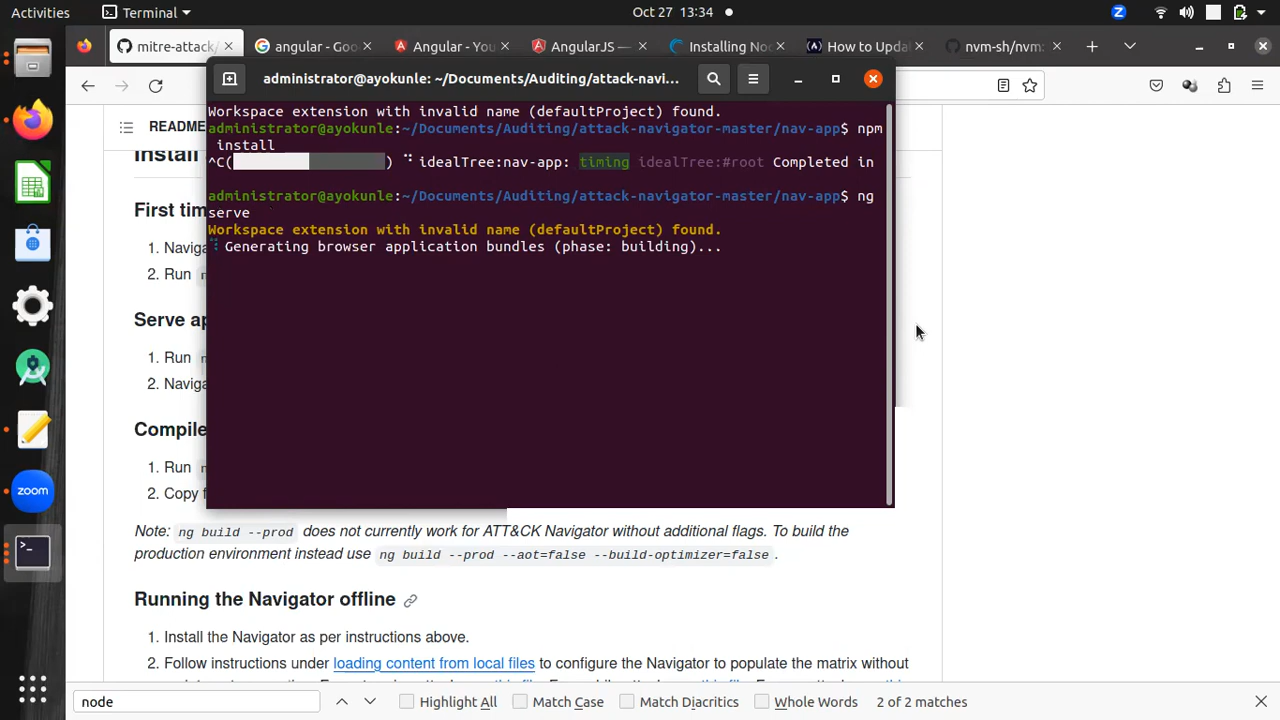 Activities
Terminal
Oct 27 13:34
mitre-attack/
angular - Goo
Angular - You
AngularJS —
Installing Noc
How to Upda
nvm-sh/nvm:
administrator@ayokunle: ~/Documents/Auditing/attack-navi...
Workspace extension with invalid name (defaultProject) found.
administrator@ayokunle:~/Documents/Auditing/attack-navigator-master/nav-app$ npm
install
^C( ) ⠙ idealTree:nav-app: timing idealTree:#root Completed in
administrator@ayokunle:~/Documents/Auditing/attack-navigator-master/nav-app$ ng
serve
Workspace extension with invalid name (defaultProject) found.
Generating browser application bundles (phase: building)...
README
Install
First tim
1. Naviga
2. Run
Serve ap
1. Run
2. Naviga
Compile
1. Run
2. Copy f
Note: ng build --prod does not currently work for ATT&CK Navigator without additional flags. To build the
production environment instead use ng build --prod --aot=false --build-optimizer=false .
Running the Navigator offline
1. Install the Navigator as per instructions above.
2. Follow instructions under loading content from local files to configure the Navigator to populate the matrix without
node
Highlight All
Match Case
Match Diacritics
Whole Words
2 of 2 matches
zoom